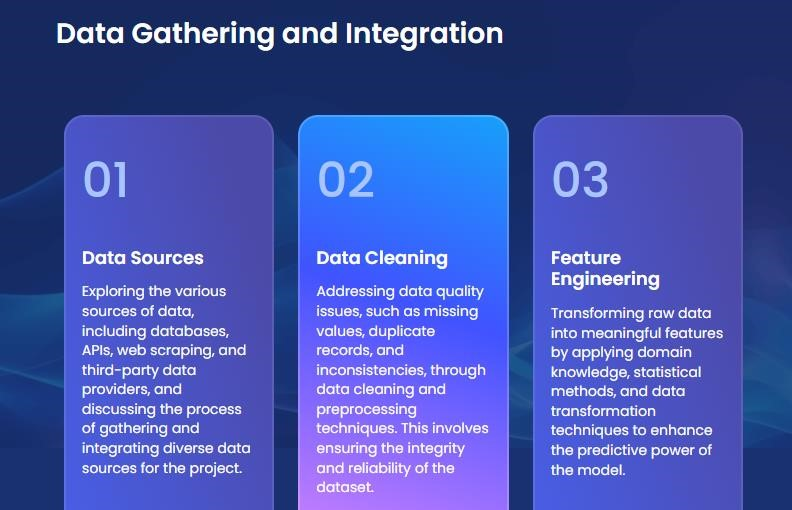 Data Gathering and Integration
01
Data Sources
Exploring the various
sources of data,
including databases,
APIs, web scraping, and
third-party data
providers, and
discussing the process
of gathering and
integrating diverse data
sources for the project.
02
Data Cleaning
Addressing data quality
issues, such as missing
values, duplicate
records, and
inconsistencies, through
data cleaning and
preprocessing
techniques. This involves
ensuring the integrity
and reliability of the
dataset.
03
Feature
Engineering
Transforming raw data
into meaningful features
by applying domain
knowledge, statistical
methods, and data
transformation
techniques to enhance
the predictive power of
the model.